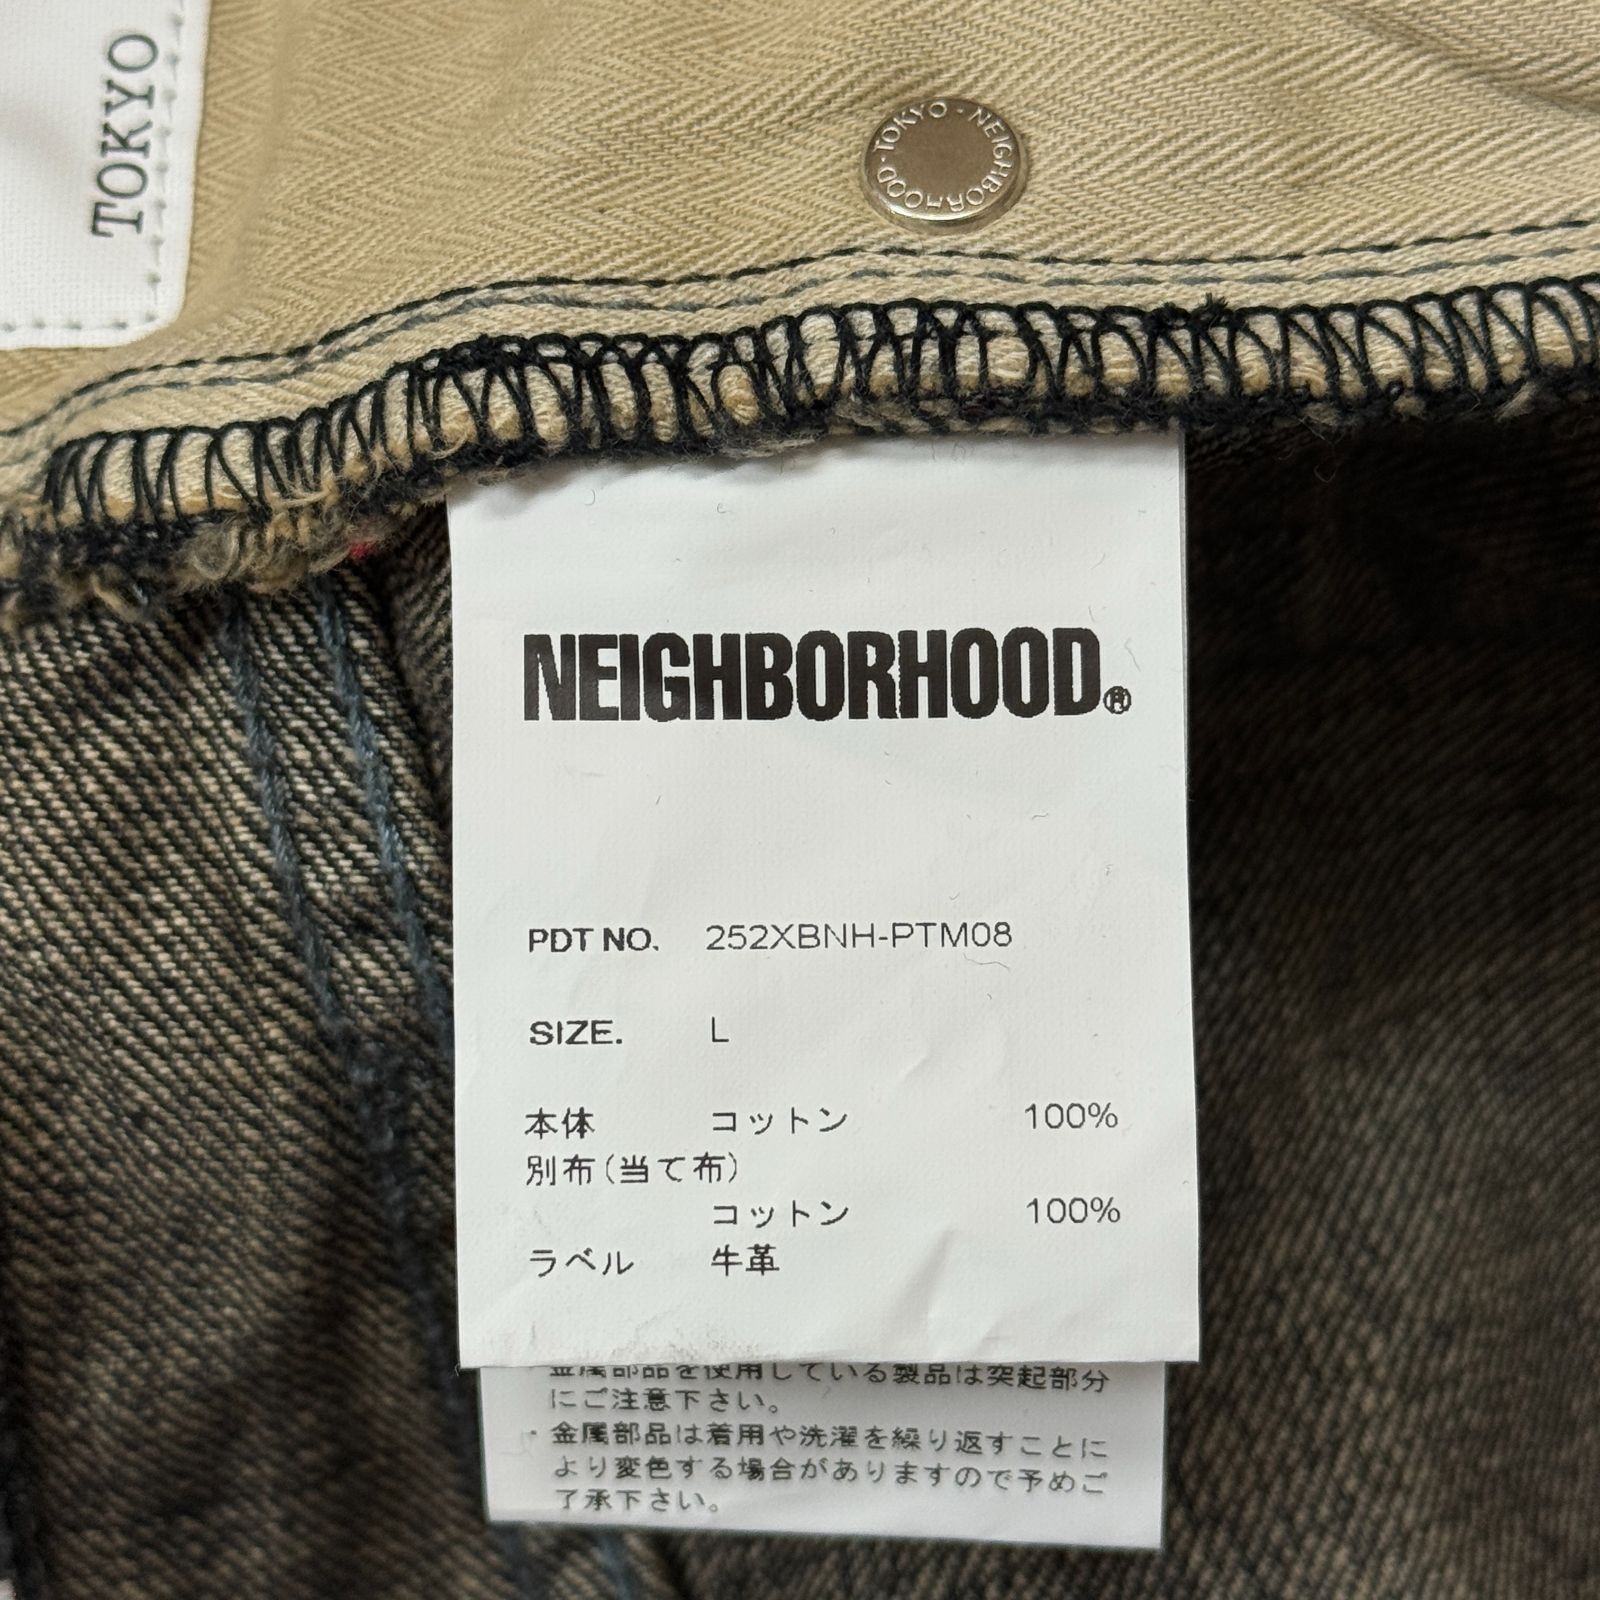 TOKYO
TOKYO · NEIGHBORHOOD ·
NEIGHBORHOOD®
PDT NO. 252XBNH-PTM08
SIZE. L
本体 コットン 100%
別布(当て布)
コットン 100%
ラベル 牛革
金属部品を使用している製品は突起部分
にご注意下さい。
・金属部品は着用や洗濯を繰り返すことに
より変色する場合がありますので予めご
了承下さい。